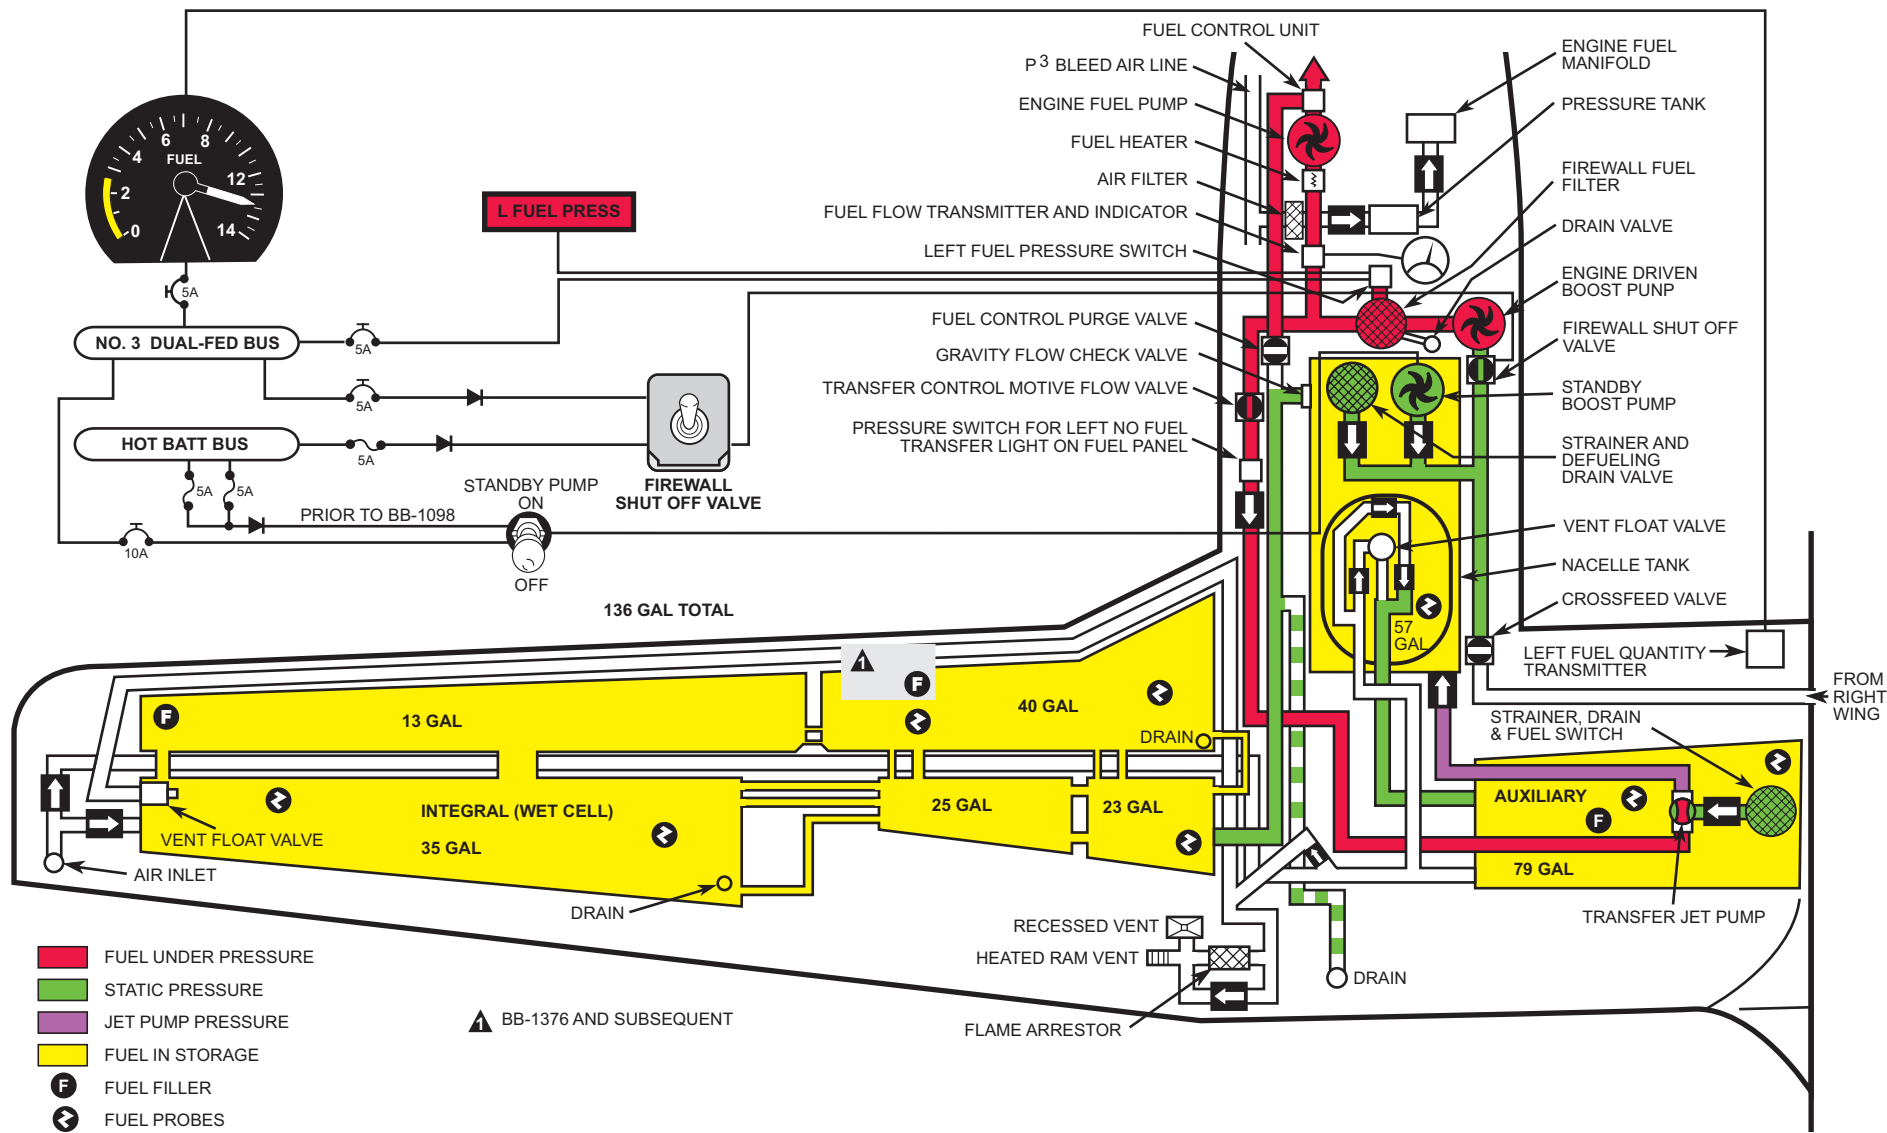 FUEL CONTROL UNIT
P3 BLEED AIR LINE
ENGINE FUEL PUMP
FUEL HEATER
AIR FILTER
FUEL FLOW TRANSMITTER AND INDICATOR
LEFT FUEL PRESSURE SWITCH
FUEL CONTROL PURGE VALVE
GRAVITY FLOW CHECK VALVE
TRANSFER CONTROL MOTIVE FLOW VALVE
PRESSURE SWITCH FOR LEFT NO FUEL
TRANSFER LIGHT ON FUEL PANEL
ENGINE FUEL
MANIFOLD
PRESSURE TANK
FIREWALL FUEL
FILTER
DRAIN VALVE
ENGINE DRIVEN
BOOST PUNP
FIREWALL SHUT OFF
VALVE
STANDBY
BOOST PUMP
STRAINER AND
DEFUELING
DRAIN VALVE
VENT FLOAT VALVE
NACELLE TANK
CROSSFEED VALVE
LEFT FUEL QUANTITY
TRANSMITTER
FROM
RIGHT
WING
STRAINER, DRAIN
& FUEL SWITCH
0
2
4
6
8
12
14
FUEL
L FUEL PRESS
5A
NO. 3 DUAL-FED BUS
5A
5A
HOT BATT BUS
5A
5A
5A
10A
PRIOR TO BB-1098
STANDBY PUMP
ON
OFF
FIREWALL
SHUT OFF VALVE
136 GAL TOTAL
57
GAL
1
F
F
13 GAL
40 GAL
DRAIN
INTEGRAL (WET CELL)
35 GAL
25 GAL
23 GAL
VENT FLOAT VALVE
AIR INLET
DRAIN
AUXILIARY
F
79 GAL
TRANSFER JET PUMP
RECESSED VENT
HEATED RAM VENT
FLAME ARRESTOR
DRAIN
FUEL UNDER PRESSURE
STATIC PRESSURE
JET PUMP PRESSURE
FUEL IN STORAGE
F FUEL FILLER
FUEL PROBES
1 BB-1376 AND SUBSEQUENT